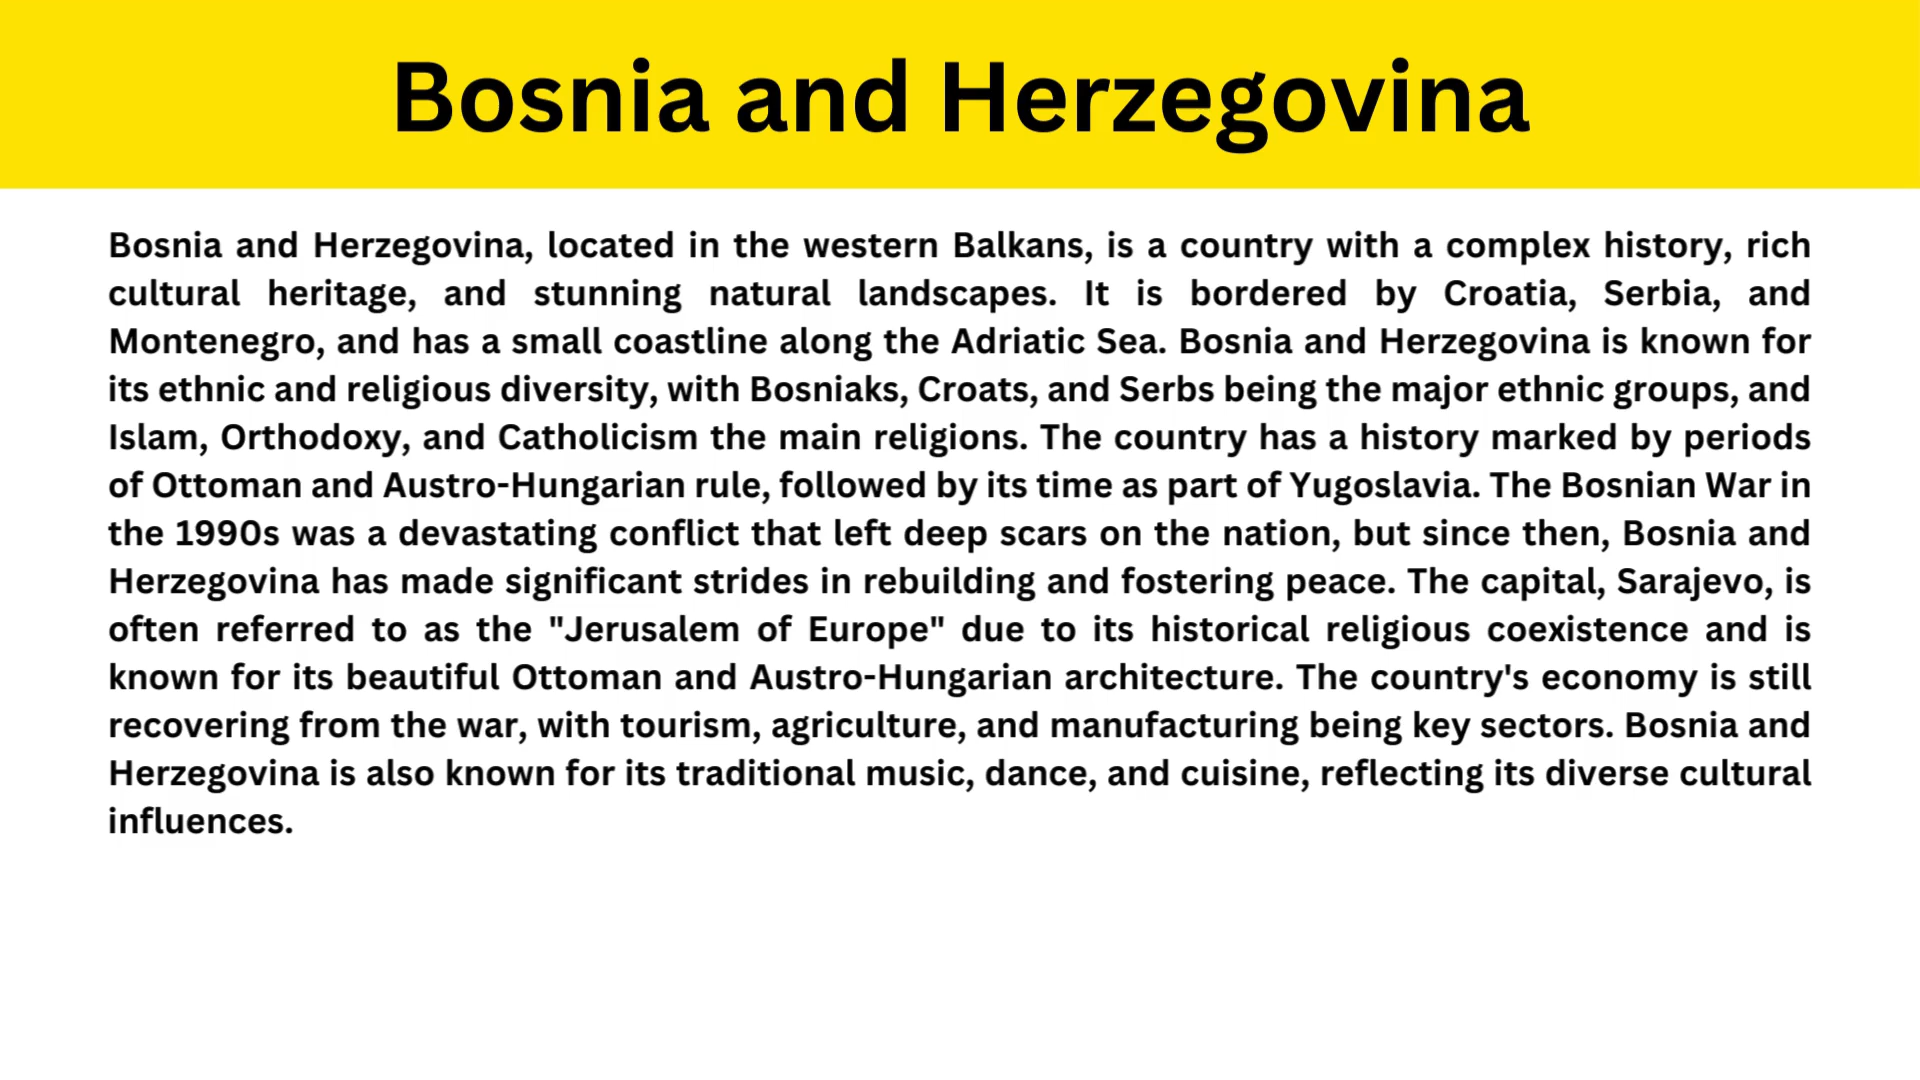 Bosnia and Herzegovina
Bosnia and Herzegovina, located in the western Balkans, is a country with a complex history, rich
cultural heritage, and stunning natural landscapes. It is bordered by Croatia, Serbia, and
Montenegro, and has a small coastline along the Adriatic Sea. Bosnia and Herzegovina is known for
its ethnic and religious diversity, with Bosniaks, Croats, and Serbs being the major ethnic groups, and
Islam, Orthodoxy, and Catholicism the main religions. The country has a history marked by periods
of Ottoman and Austro-Hungarian rule, followed by its time as part of Yugoslavia. The Bosnian War in
the 1990s was a devastating conflict that left deep scars on the nation, but since then, Bosnia and
Herzegovina has made significant strides in rebuilding and fostering peace. The capital, Sarajevo, is
often referred to as the "Jerusalem of Europe" due to its historical religious coexistence and is
known for its beautiful Ottoman and Austro-Hungarian architecture. The country's economy is still
recovering from the war, with tourism, agriculture, and manufacturing being key sectors. Bosnia and
Herzegovina is also known for its traditional music, dance, and cuisine, reflecting its diverse cultural
influences.